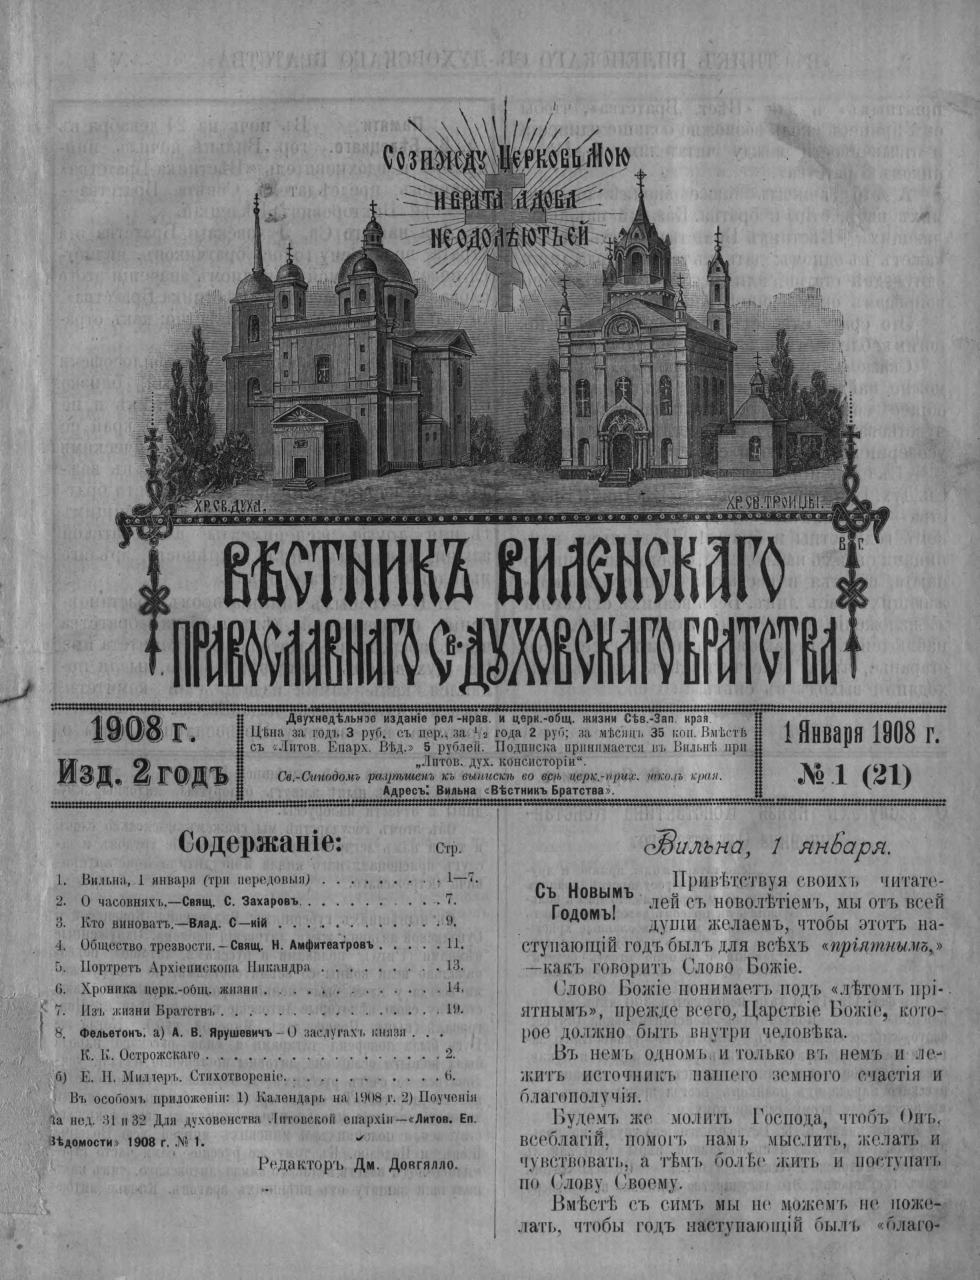 Созижду Церковь Мою
и врата адова
не одолѣютъ ей
ХР. СВ. ДУХА.
ХР. СВ. ТРОИЦЫ.
ВѢСТНИКЪ ВИЛЕНСКАГО
ПРАВОСЛАВНАГО СВ.-ДУХОВСКАГО БРАТСТВА
1908 г.
Изд. 2 годъ
Двухнедѣльное изданіе рел.-нрав. и церк.-общ. жизни Сѣв.-Зап. края.
Цѣна за годъ 3 руб. съ пер., за 1/2 года 2 руб; за мѣсяцъ 35 коп. Вмѣстѣ
съ «Литов. Епарх. Вѣд.» 5 рублей. Подписка принимается въ Вильнѣ при
„Литов. дух. консисторіи“.
Св.-Синодомъ разрѣшенъ къ выпискѣ во всѣ церк.-прих. школы края.
Адресъ: Вильна «Вѣстникъ Братства».
1 Января 1908 г.
№ 1 (21)
Содержаніе:
Стр.
1. Вильна, 1 января (три передовыя) . . . . . . . . . 1—7.
2. О часовняхъ.—Свящ. С. Захаровъ. . . . . . . . . . . 7.
3. Кто виноватъ.—Влад. С—кій . . . . . . . . . . . . 9.
4. Общество трезвости.—Свящ. Н. Амфитеатровъ . . . . . 11.
5. Портретъ Архіепископа Никандра . . . . . . . . . 13.
6. Хроника церк.-общ. жизни . . . . . . . . . . . . . 14.
7. Изъ жизни Братствъ . . . . . . . . . . . . . . . . 19.
8. Фельетонъ. а) А. В. Ярушевичъ—О заслугахъ князя . . .
К. К. Острожскаго . . . . . . . . . . . . . . . . . 2.
б) Е. Н. Миллеръ. Стихотвореніе. . . . . . . . . . . . 6.
Въ особомъ приложеніи: 1) Календарь на 1908 г. 2) Поученія
на нед. 31 и 32 Для духовенства Литовской епархіи—«Литов. Еп.
Вѣдомости» 1908 г. № 1.
Редакторъ Дм. Довгялло.
Вильна, 1 января.
Съ Новымъ
Годомъ!
Привѣтствуя своихъ читате-
лей съ новолѣтіемъ, мы отъ всей
души желаемъ, чтобы этотъ на-
ступающій годъ былъ для всѣхъ «пріятнымъ,»
—какъ говоритъ Слово Божіе.
Слово Божіе понимаетъ подъ «лѣтомъ прі-
ятнымъ», прежде всего, Царствіе Божіе, кото-
рое должно быть внутри человѣка.
Въ немъ одномъ и только въ немъ и ле-
житъ источникъ нашего земного счастія и
благополучія.
Будемъ же молить Господа, чтобъ Онъ,
всеблагій, помогъ намъ мыслить, желать и
чувствовать, а тѣмъ болѣе жить и поступать
по Слову Своему.
Вмѣстѣ съ симъ мы не можемъ не поже-
лать, чтобы годъ наступающій былъ «благо-